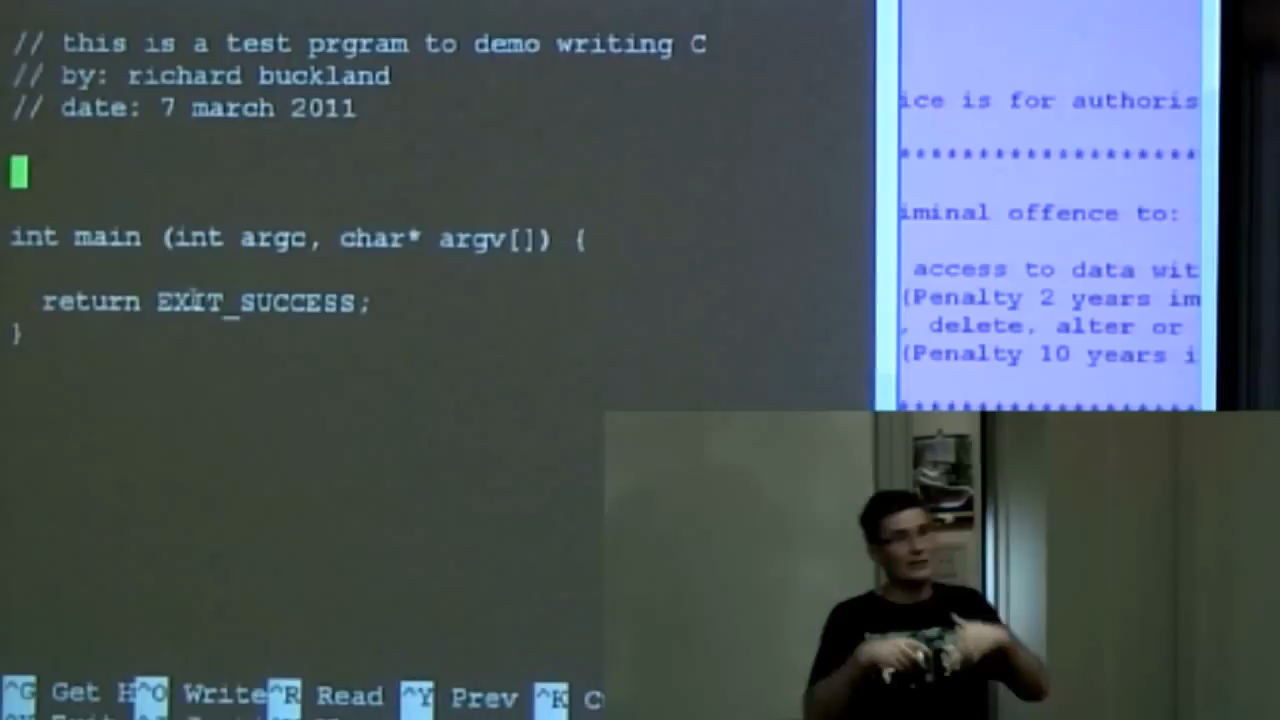 // this is a test prgram to demo writing C
// by: richard buckland
// date: 7 march 2011
int main (int argc, char* argv[]) {
return EXIT_SUCCESS;
}
ice is for authoris
*******************
iminal offence to:
access to data wit
(Penalty 2 years im
, delete, alter or
(Penalty 10 years i
*******************
^G Get H ^O Write ^R Read ^Y Prev ^K C